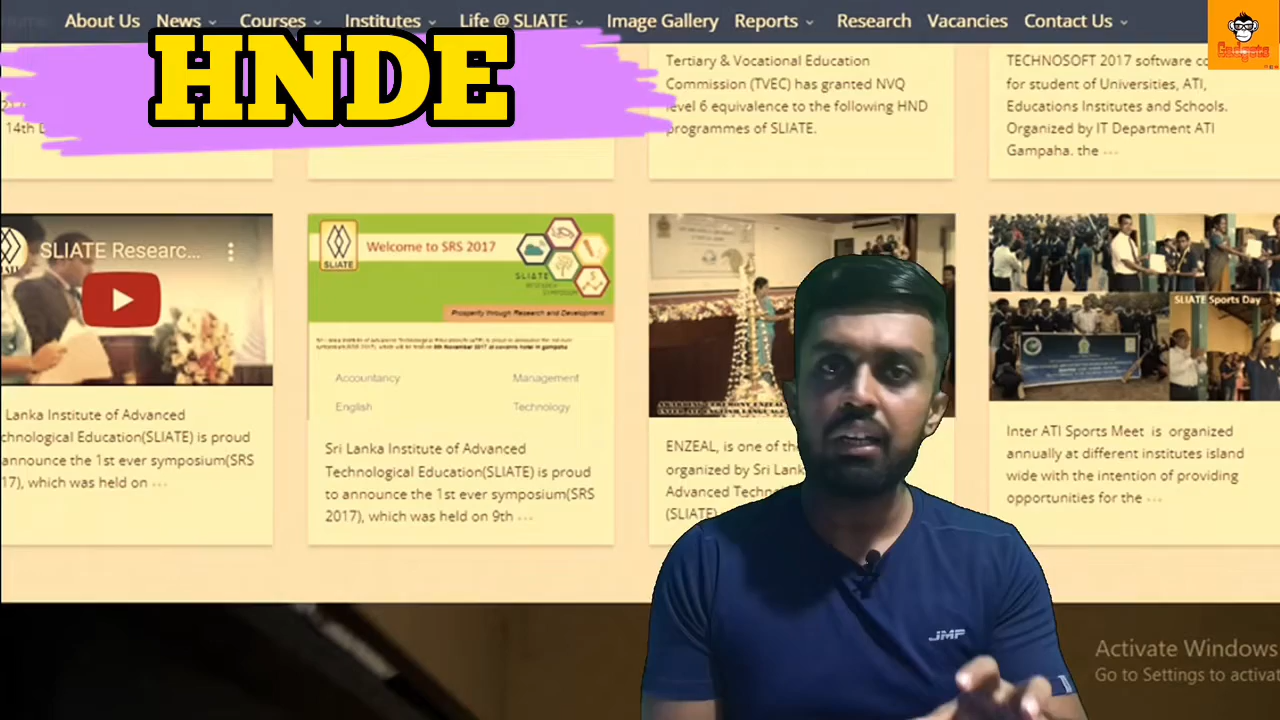 About Us News Courses Institutes Life @ SLIATE Image Gallery Reports Research Vacancies Contact Us
HNDE
Gadgets
14th
Tertiary & Vocational Education
Commission (TVEC) has granted NVQ
level 6 equivalence to the following HND
programmes of SLIATE.
TECHNOSOFT 2017 software co
for student of Universities, ATI,
Educations Institutes and Schools.
Organized by IT Department ATI
Gampaha. the ...
SLIATE Researc...
Lanka Institute of Advanced
chnological Education(SLIATE) is proud
announce the 1st ever symposium(SRS
17), which was held on ...
SLIATE
Welcome to SRS 2017
SLIATE
RESEARCH
SYMPOSIUM
Prosperity through Research and Development
Accountancy Management
English Technology
Sri Lanka Institute of Advanced
Technological Education(SLIATE) is proud
to announce the 1st ever symposium(SRS
2017), which was held on 9th ...
ENZEAL, is one of the
organized by Sri Lank
Advanced Techno
(SLIATE)
SLIATE Sports Day
Inter ATI Sports Meet is organized
annually at different institutes island
wide with the intention of providing
opportunities for the ...
JMP
Activate Windows
Go to Settings to activat